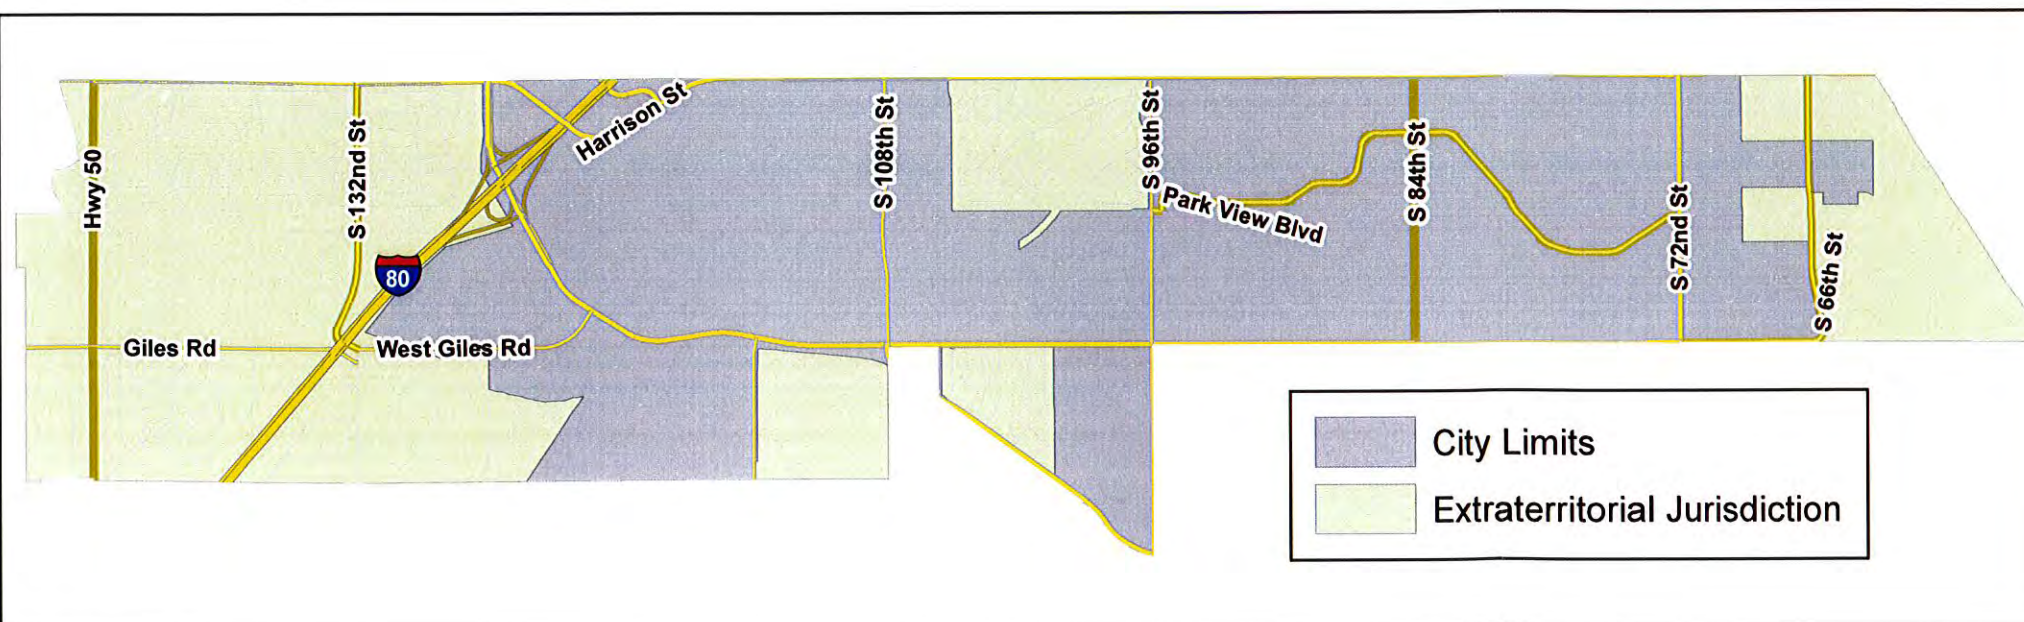 Hwy 50
S 132nd St
Harrison St
S 108th St
S 96th St
Park View Blvd
S 84th St
S 72nd St
S 66th St
80
Giles Rd
West Giles Rd
City Limits
Extraterritorial Jurisdiction